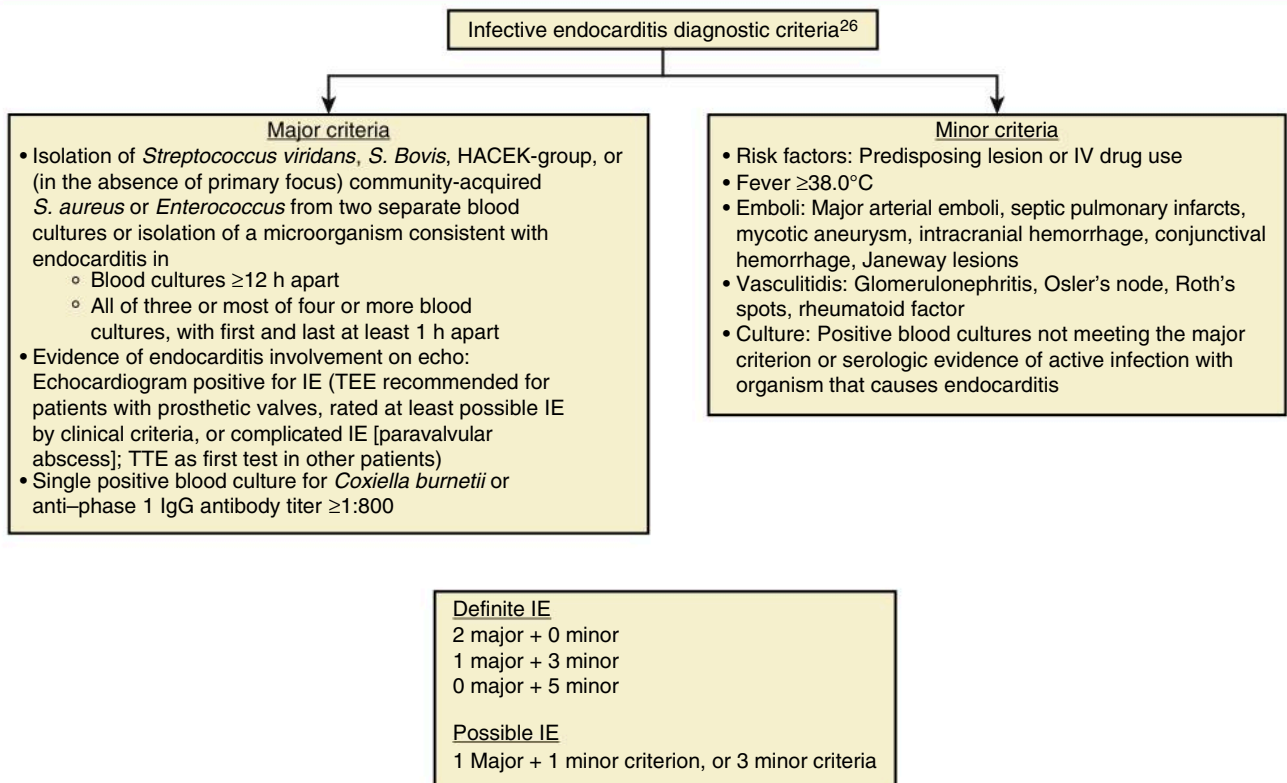 Infective endocarditis diagnostic criteria26
Major criteria
• Isolation of Streptococcus viridans, S. Bovis, HACEK-group, or
(in the absence of primary focus) community-acquired
S. aureus or Enterococcus from two separate blood
cultures or isolation of a microorganism consistent with
endocarditis in
○ Blood cultures ≥12 h apart
○ All of three or most of four or more blood
cultures, with first and last at least 1 h apart
• Evidence of endocarditis involvement on echo:
Echocardiogram positive for IE (TEE recommended for
patients with prosthetic valves, rated at least possible IE
by clinical criteria, or complicated IE [paravalvular
abscess]; TTE as first test in other patients)
• Single positive blood culture for Coxiella burnetii or
anti–phase 1 IgG antibody titer ≥1:800
Minor criteria
• Risk factors: Predisposing lesion or IV drug use
• Fever ≥38.0°C
• Emboli: Major arterial emboli, septic pulmonary infarcts,
mycotic aneurysm, intracranial hemorrhage, conjunctival
hemorrhage, Janeway lesions
• Vasculitidis: Glomerulonephritis, Osler's node, Roth's
spots, rheumatoid factor
• Culture: Positive blood cultures not meeting the major
criterion or serologic evidence of active infection with
organism that causes endocarditis
Definite IE
2 major + 0 minor
1 major + 3 minor
0 major + 5 minor
Possible IE
1 Major + 1 minor criterion, or 3 minor criteria